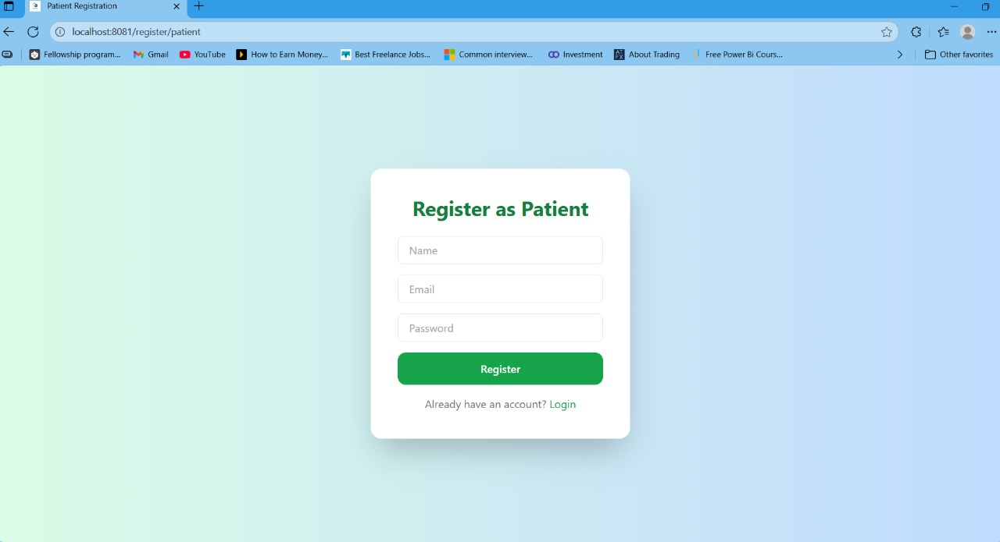 Patient Registration
localhost:8081/register/patient
Fellowship program... Gmail YouTube How to Earn Money... Best Freelance Jobs... Common interview... Investment ATFX About Trading Free Power Bi Cours... Other favorites
Register as Patient
Name
Email
Password
Register
Already have an account? Login